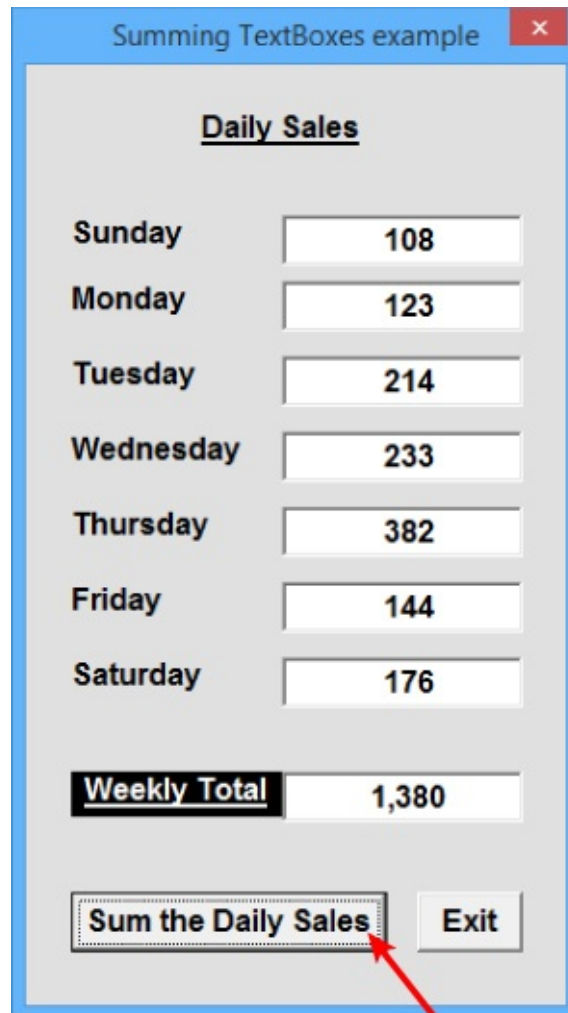 Summing TextBoxes example
Daily Sales
Sunday 108
Monday 123
Tuesday 214
Wednesday 233
Thursday 382
Friday 144
Saturday 176
Weekly Total 1,380
Sum the Daily Sales Exit